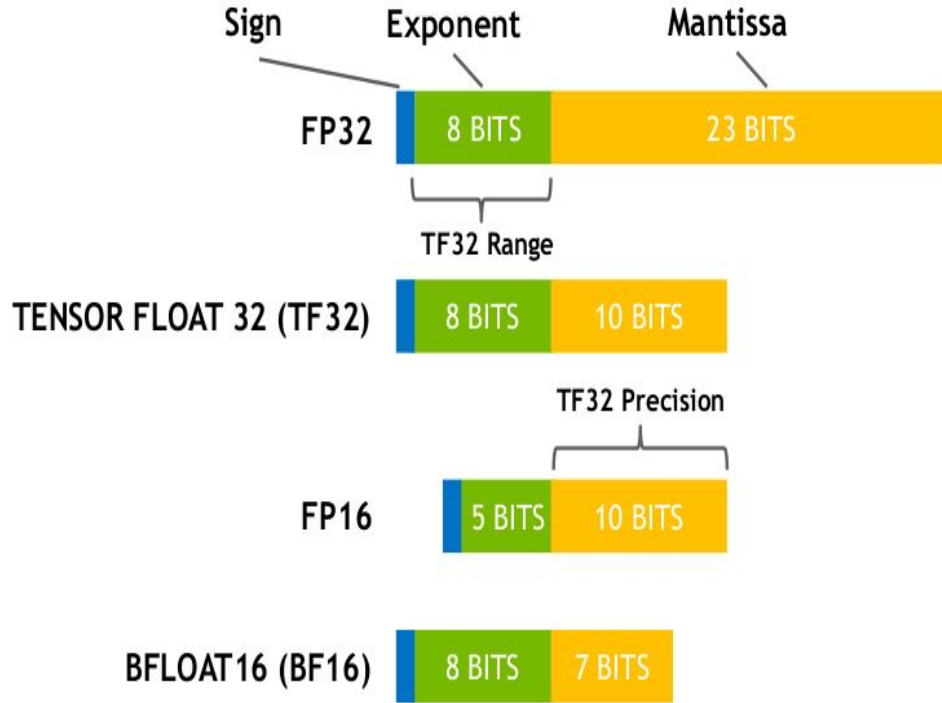 Sign Exponent Mantissa
FP32 8 BITS 23 BITS
TF32 Range
TENSOR FLOAT 32 (TF32) 8 BITS 10 BITS
TF32 Precision
FP16 5 BITS 10 BITS
BFLOAT16 (BF16) 8 BITS 7 BITS